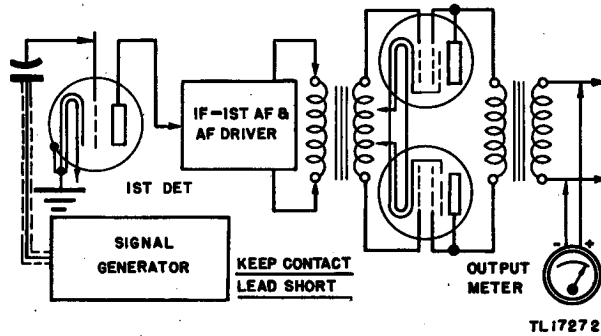 IF-1ST AF &
AF DRIVER
1ST DET
SIGNAL
GENERATOR
KEEP CONTACT
LEAD SHORT
OUTPUT
METER
- +
TL17272